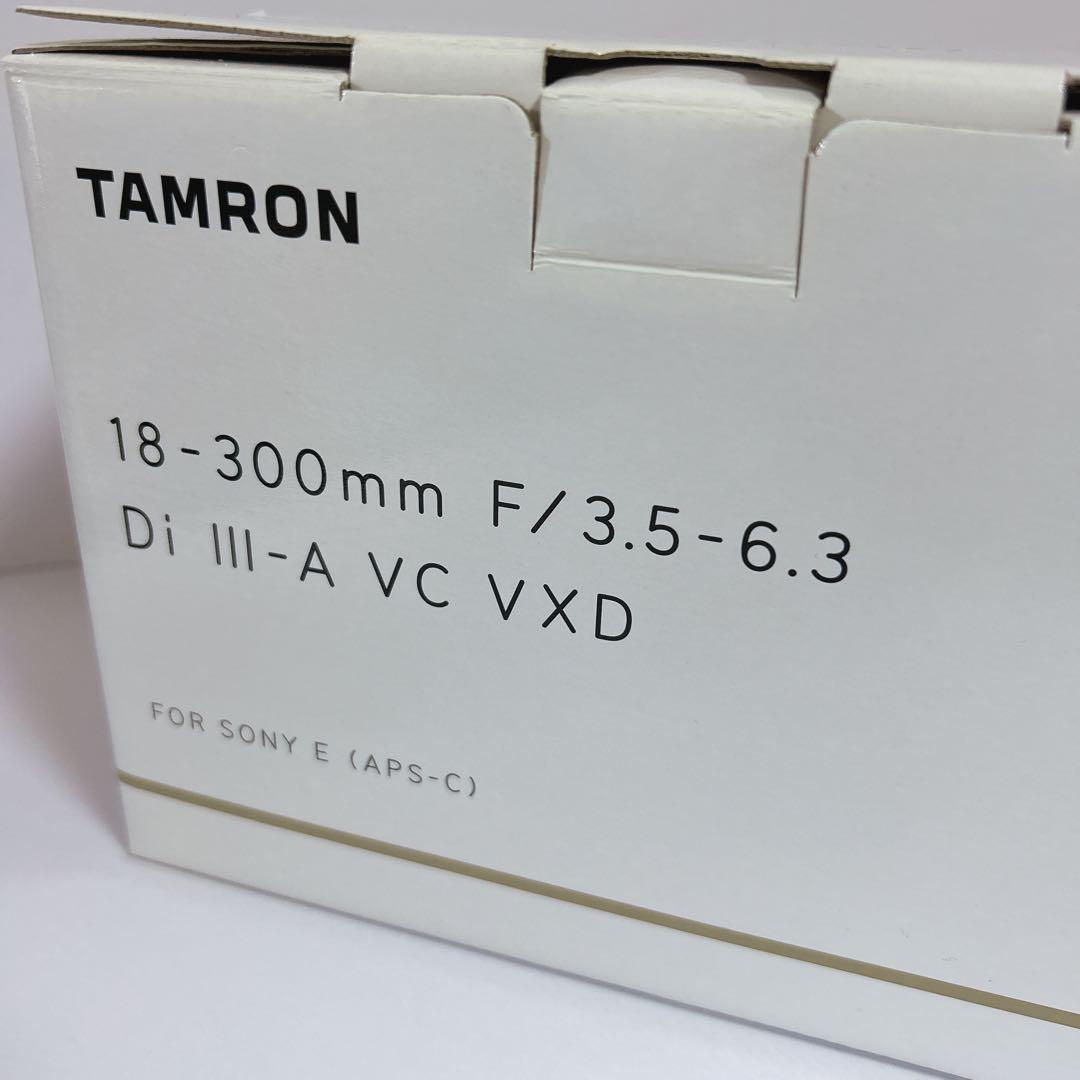 TAMRON
18-300mm F/3.5-6.3
Di III-A VC VXD
FOR SONY E (APS-C)